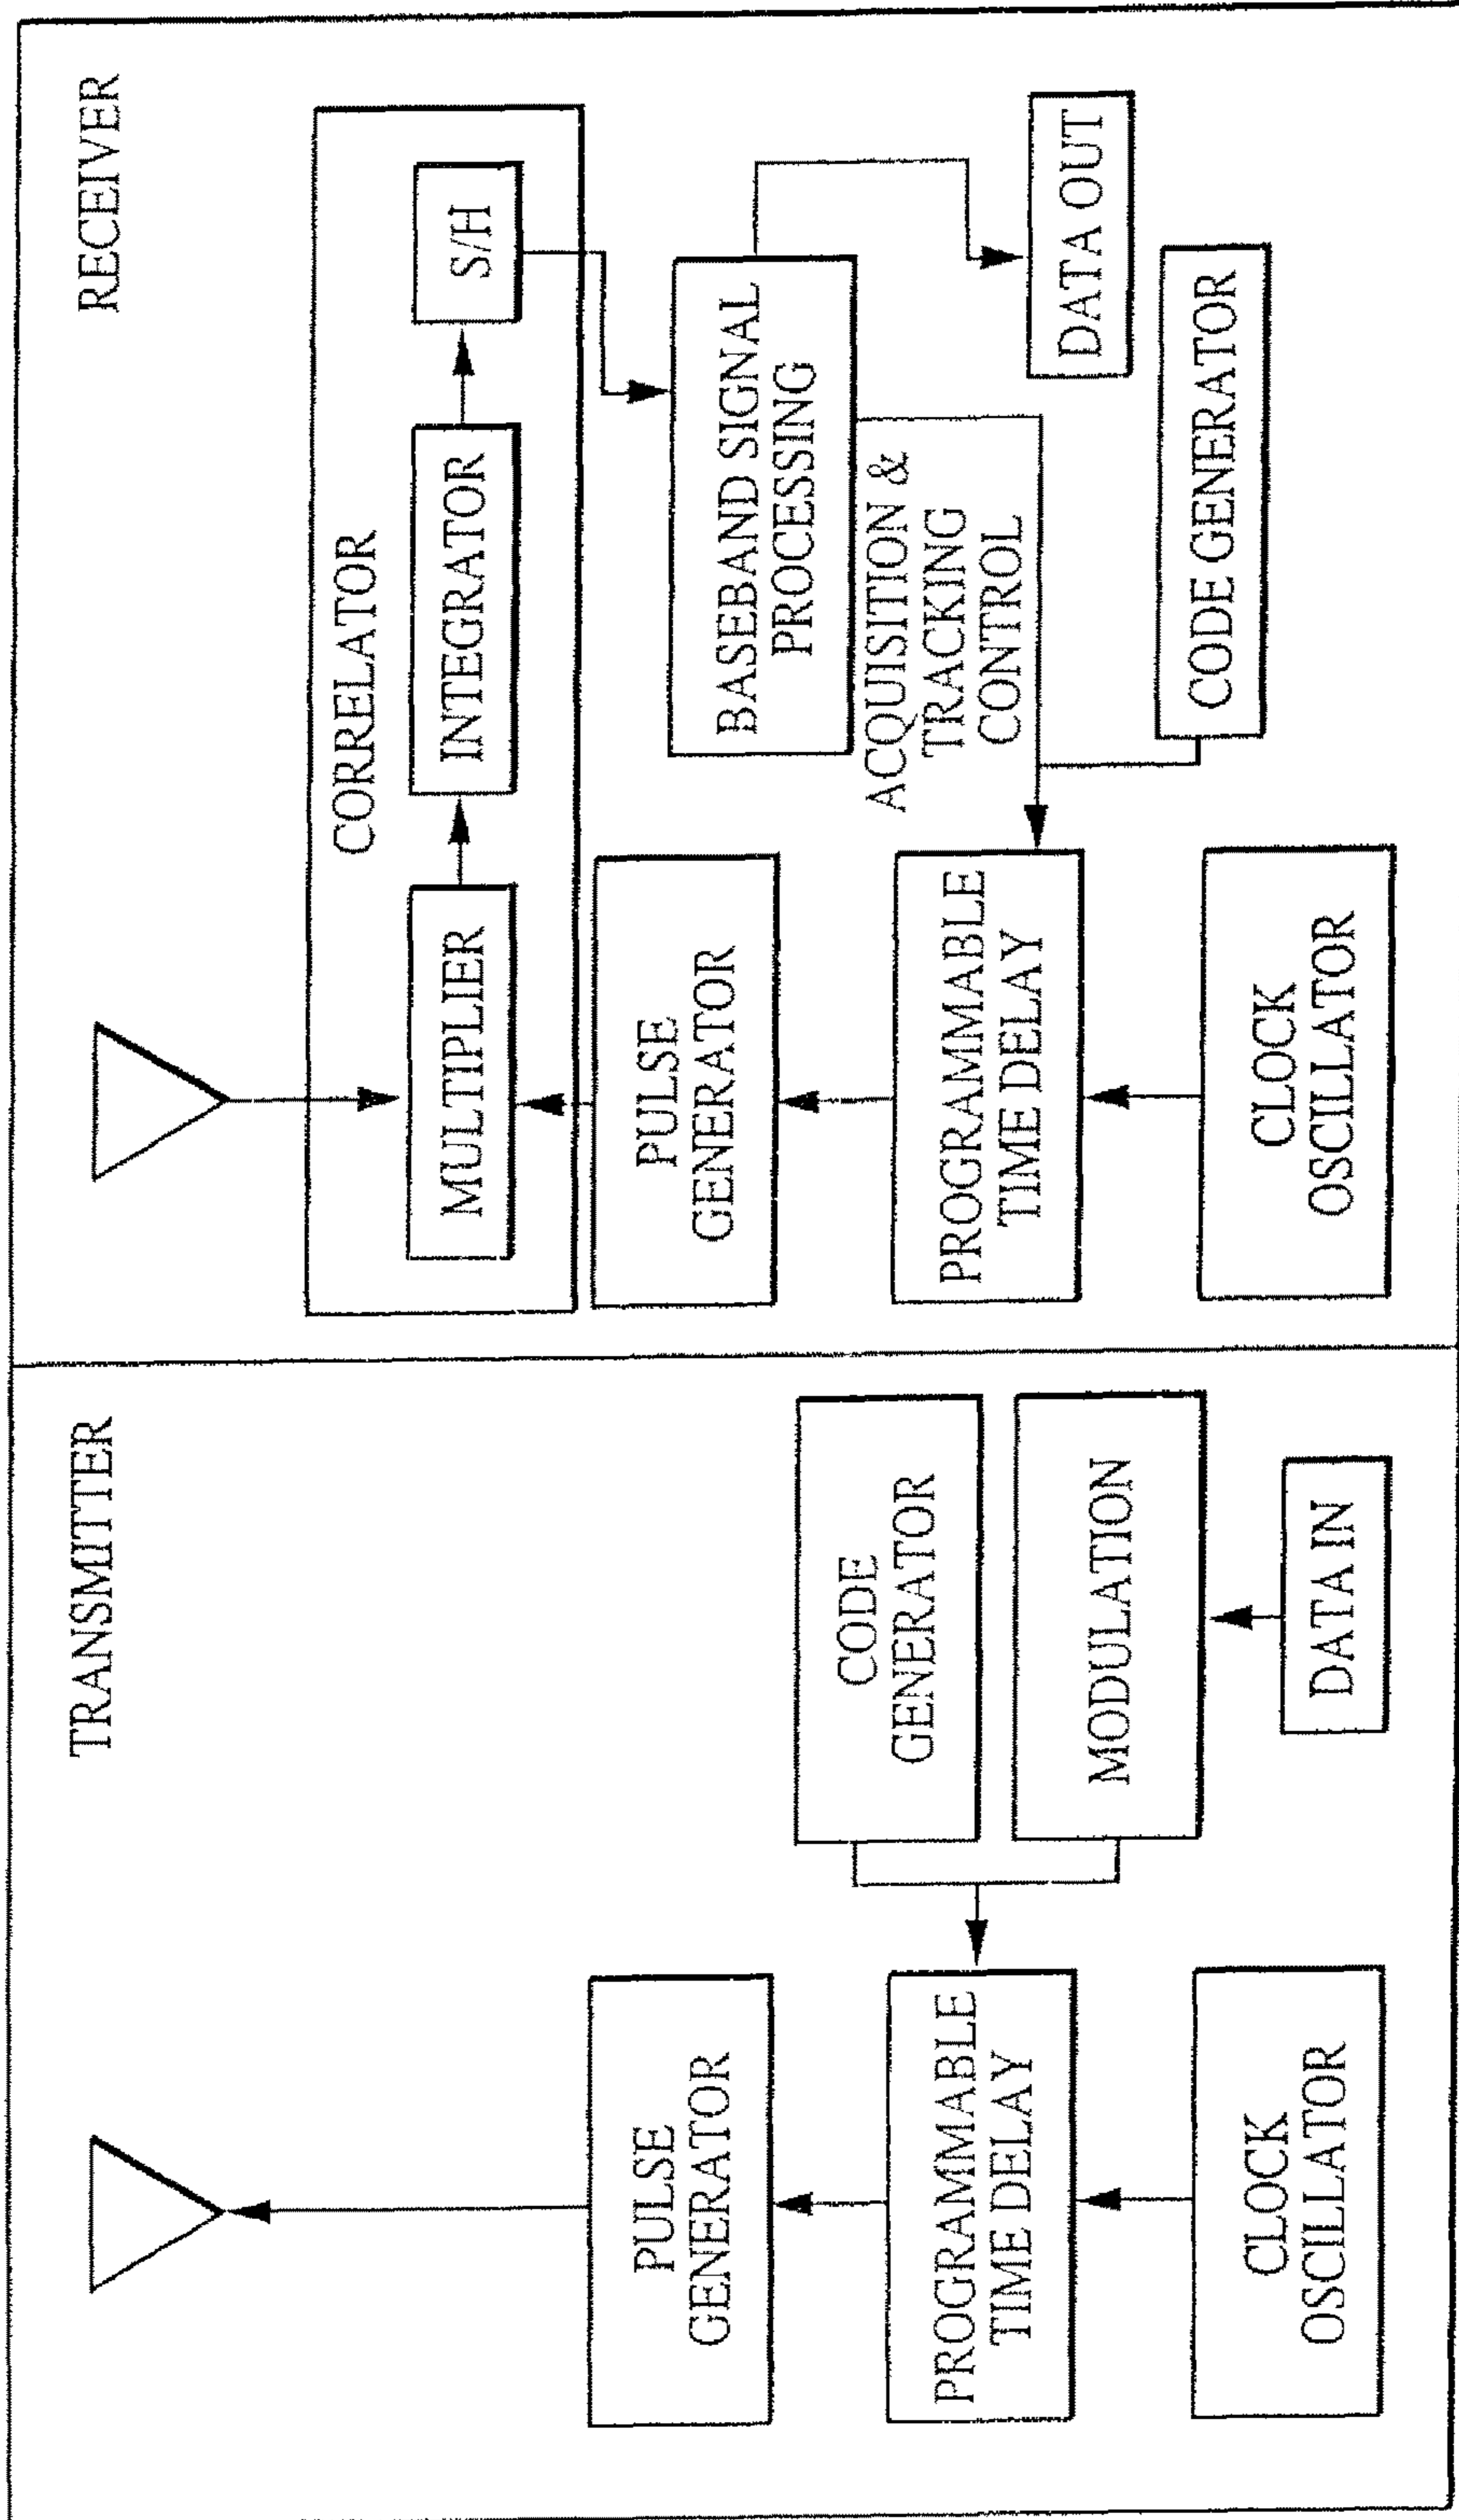 TRANSMITTER
PULSE
GENERATOR
PROGRAMMABLE
TIME DELAY
CLOCK
OSCILLATOR
CODE
GENERATOR
MODULATION
DATA IN
RECEIVER
CORRELATOR
MULTIPLIER
INTEGRATOR
S/H
PULSE
GENERATOR
BASEBAND SIGNAL
PROCESSING
ACQUISITION &
TRACKING
CONTROL
DATA OUT
PROGRAMMABLE
TIME DELAY
CODE GENERATOR
CLOCK
OSCILLATOR